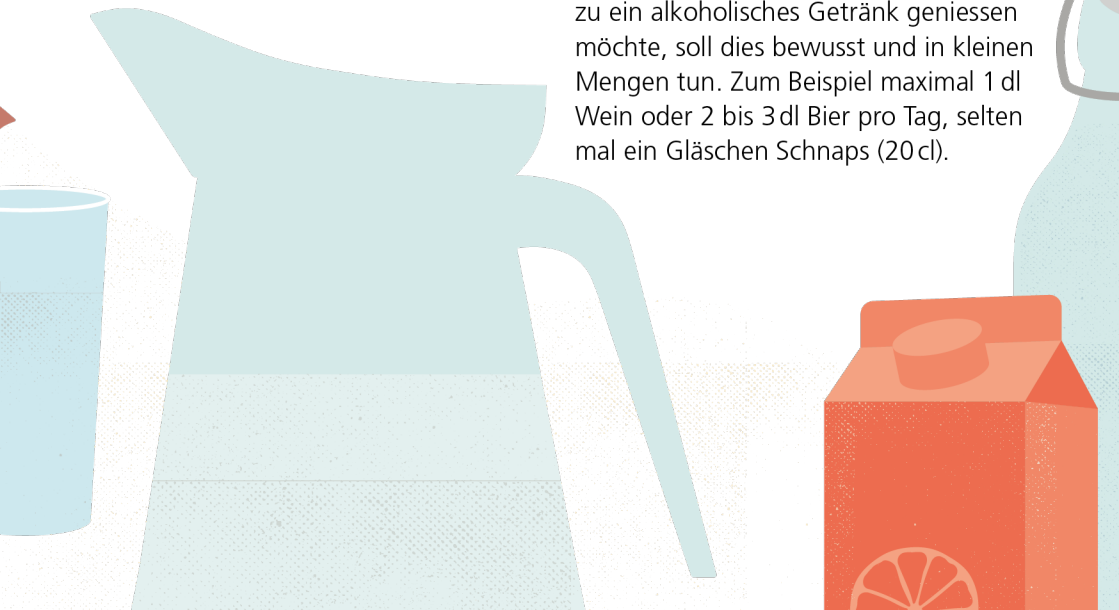 zu ein alkoholisches Getränk geniessen
möchte, soll dies bewusst und in kleinen
Mengen tun. Zum Beispiel maximal 1 dl
Wein oder 2 bis 3 dl Bier pro Tag, selten
mal ein Gläschen Schnaps (20 cl).